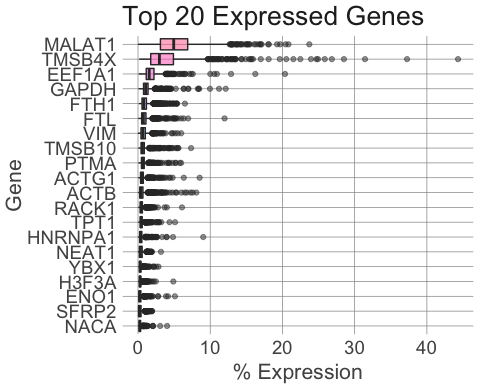 Top 20 Expressed Genes
Gene
MALAT1
TMSB4X
EEF1A1
GAPDH
FTH1
FTL
VIM
TMSB10
PTMA
ACTG1
ACTB
RACK1
TPT1
HNRNPA1
NEAT1
YBX1
H3F3A
ENO1
SFRP2
NACA
0 10 20 30 40
% Expression